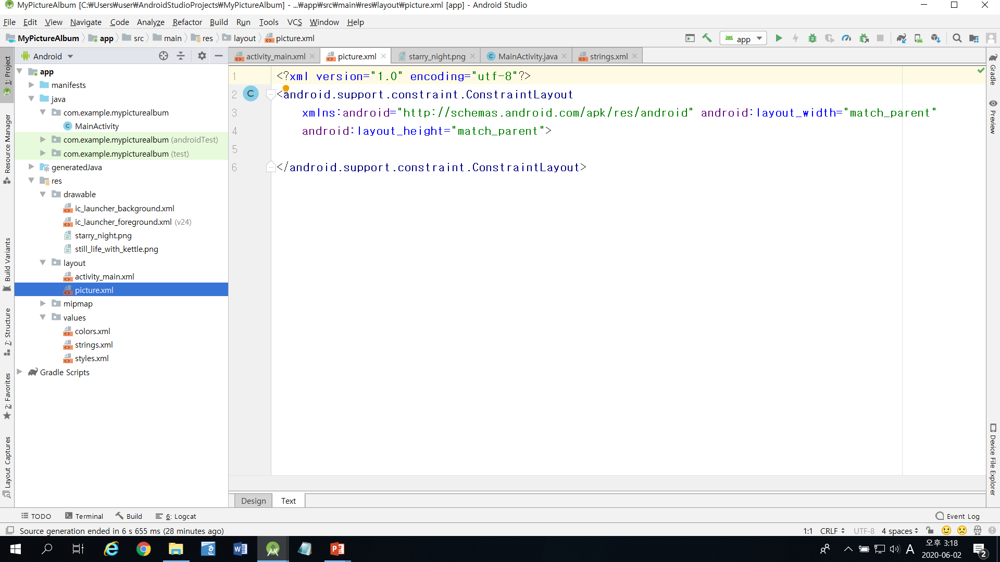 MyPictureAlbum [C:₩Users₩user₩AndroidStudioProjects₩MyPictureAlbum] - ...₩app₩src₩main₩res₩layout₩picture.xml [app] - Android Studio
File Edit View Navigate Code Analyze Refactor Build Run Tools VCS Window Help
MyPictureAlbum app src main res layout picture.xml
app
Android
activity_main.xml picture.xml starry_night.png MainActivity.java strings.xml
1: Project
Resource Manager
Build Variants
7: Structure
2: Favorites
Layout Captures
app
manifests
java
com.example.mypicturealbum
MainActivity
com.example.mypicturealbum (androidTest)
com.example.mypicturealbum (test)
generatedJava
res
drawable
ic_launcher_background.xml
ic_launcher_foreground.xml (v24)
starry_night.png
still_life_with_kettle.png
layout
activity_main.xml
picture.xml
mipmap
values
colors.xml
strings.xml
styles.xml
Gradle Scripts
1 <?xml version="1.0" encoding="utf-8"?>
2 C <android.support.constraint.ConstraintLayout
3 xmlns:android="http://schemas.android.com/apk/res/android" android:layout_width="match_parent"
4 android:layout_height="match_parent">
5
6 </android.support.constraint.ConstraintLayout>
Gradle
Preview
Device File Explorer
Design Text
TODO Terminal Build 6: Logcat Event Log
Source generation ended in 6 s 655 ms (28 minutes ago) 1:1 CRLF UTF-8 4 spaces
A 오후 3:18
2020-06-02 2